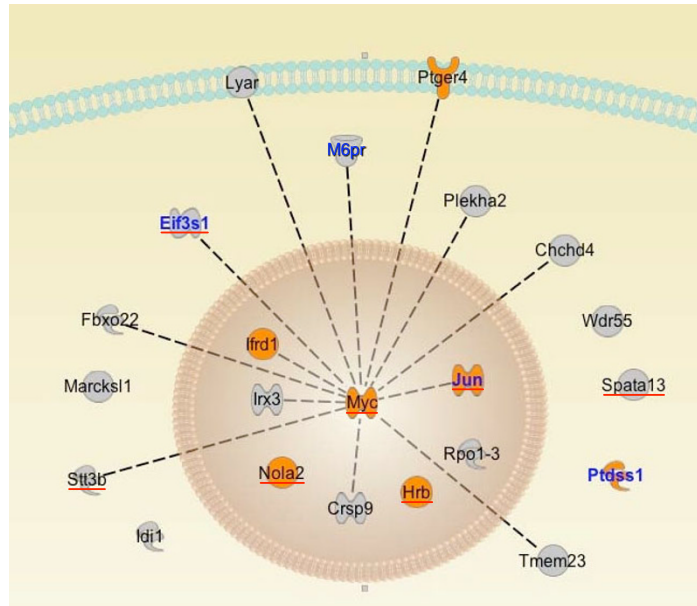 Lyar
Ptger4
M6pr
Plekha2
Eif3s1
Chchd4
Fbxo22
Wdr55
Ifrd1
Jun
Marcksl1
Irx3
Myc
Spata13
Rpo1-3
Stt3b
Nola2
Ptdss1
Hrb
Crsp9
Idi1
Tmem23